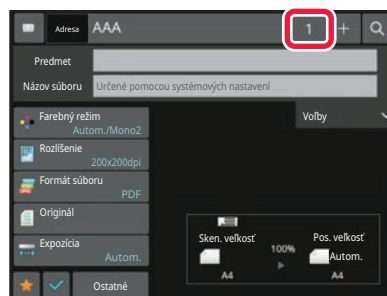 Adresa AAA 1 +
Predmet
Názov súboru Určené pomocou systémových nastavení
Voľby
Farebný režim
Autom./Mono2
Rozlíšenie
200x200dpi
Formát súboru
PDF
Originál
Expozícia
Autom.
Ostatné
Sken. veľkosť 100% Pos. veľkosť
Autom.
A4 A4